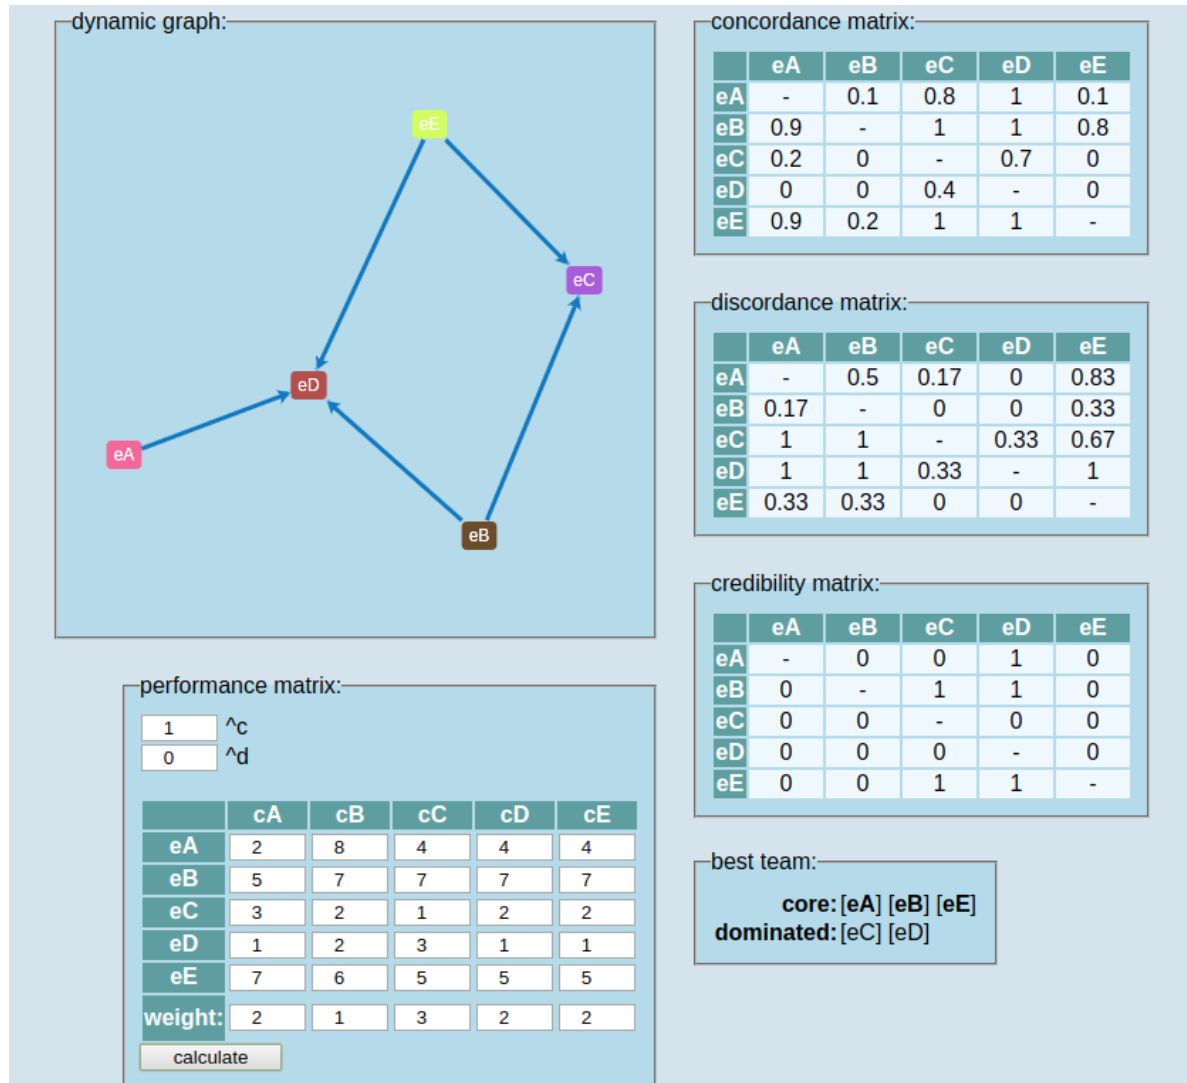 dynamic graph:
eE
eC
eD
eA
eB
performance matrix:
1 ^c
0 ^d
cA cB cC cD cE
eA 2 8 4 4 4
eB 5 7 7 7 7
eC 3 2 1 2 2
eD 1 2 3 1 1
eE 7 6 5 5 5
weight: 2 1 3 2 2
calculate
concordance matrix:
eA eB eC eD eE
eA - 0.1 0.8 1 0.1
eB 0.9 - 1 1 0.8
eC 0.2 0 - 0.7 0
eD 0 0 0.4 - 0
eE 0.9 0.2 1 1 -
discordance matrix:
eA eB eC eD eE
eA - 0.5 0.17 0 0.83
eB 0.17 - 0 0 0.33
eC 1 1 - 0.33 0.67
eD 1 1 0.33 - 1
eE 0.33 0.33 0 0 -
credibility matrix:
eA eB eC eD eE
eA - 0 0 1 0
eB 0 - 1 1 0
eC 0 0 - 0 0
eD 0 0 0 - 0
eE 0 0 1 1 -
best team:
core: [eA] [eB] [eE]
dominated: [eC] [eD]